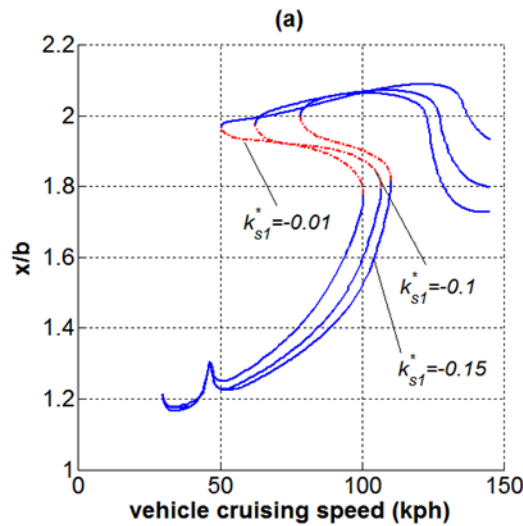 (a)
2.2
2
1.8
1.6
1.4
1.2
1
x/b
k*s1=-0.01
k*s1=-0.1
k*s1=-0.15
0 50 100 150
vehicle cruising speed (kph)